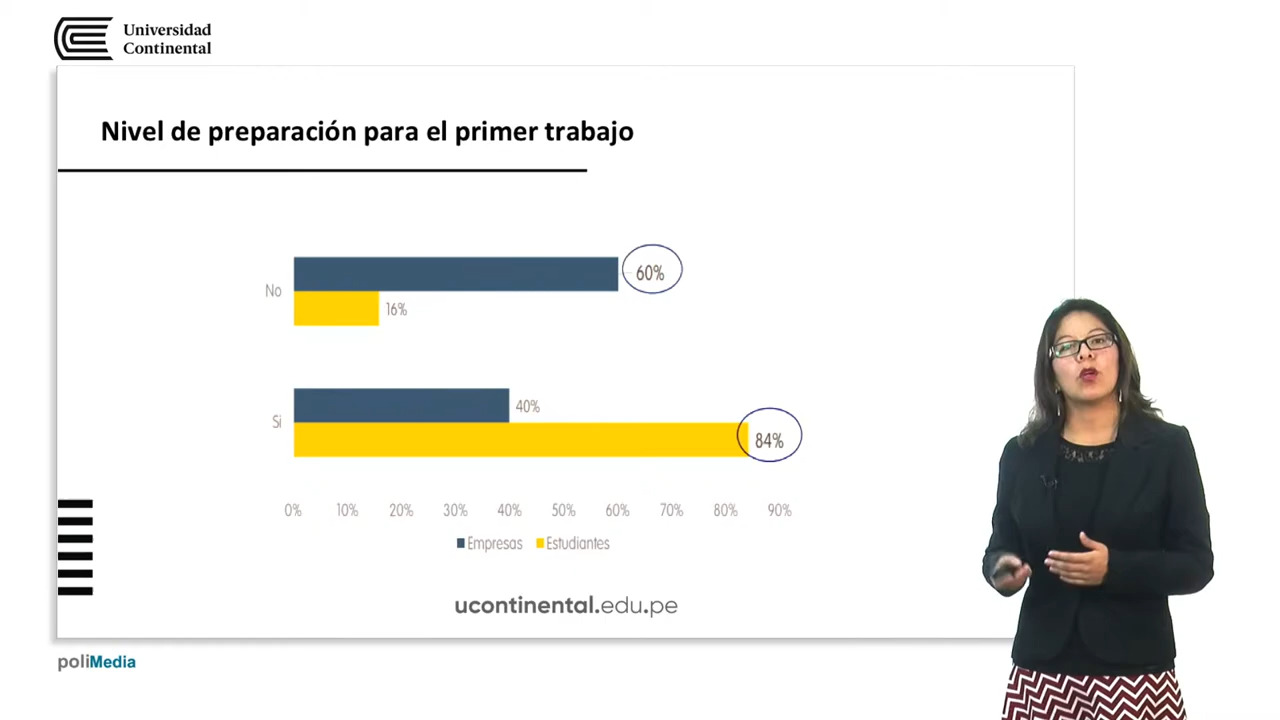 Universidad
Continental
Nivel de preparación para el primer trabajo
60%
No
16%
40%
Si
84%
0% 10% 20% 30% 40% 50% 60% 70% 80% 90%
Empresas Estudiantes
ucontinental.edu.pe
poliMedia